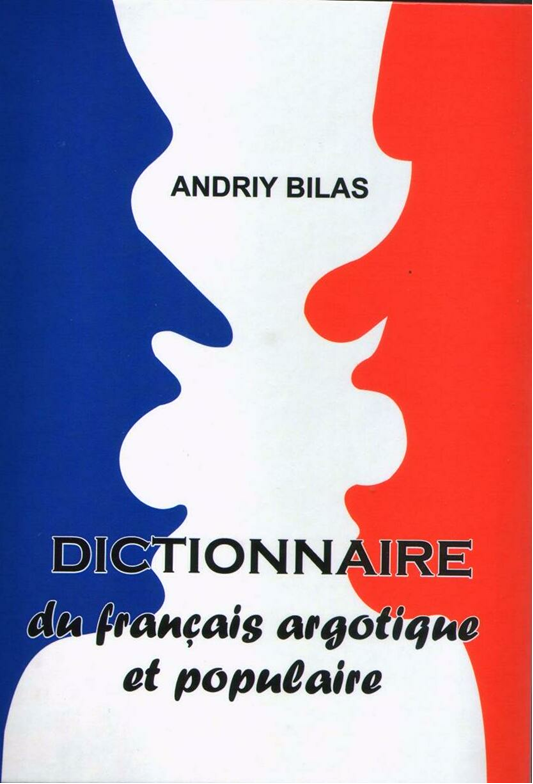 ANDRIY BILAS
DICTIONNAIRE
du français argotique
et populaire